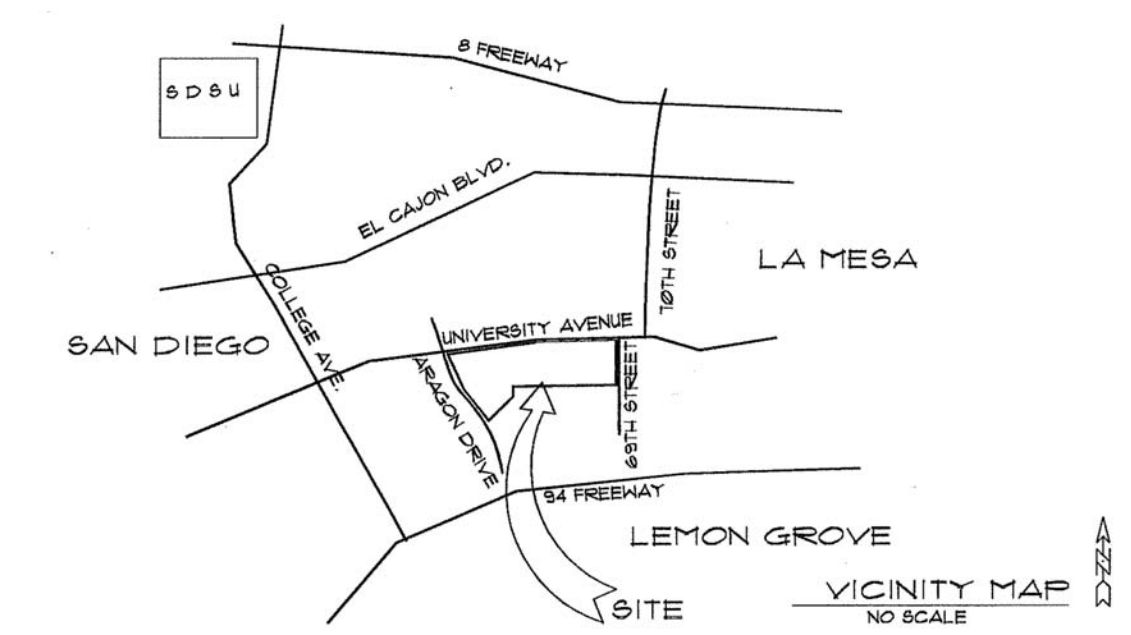 8 FREEWAY
SDSU
EL CAJON BLVD.
70TH STREET
LA MESA
COLLEGE AVE.
SAN DIEGO
UNIVERSITY AVENUE
ARAGON DRIVE
69TH STREET
94 FREEWAY
LEMON GROVE
N
VICINITY MAP
SITE
NO SCALE